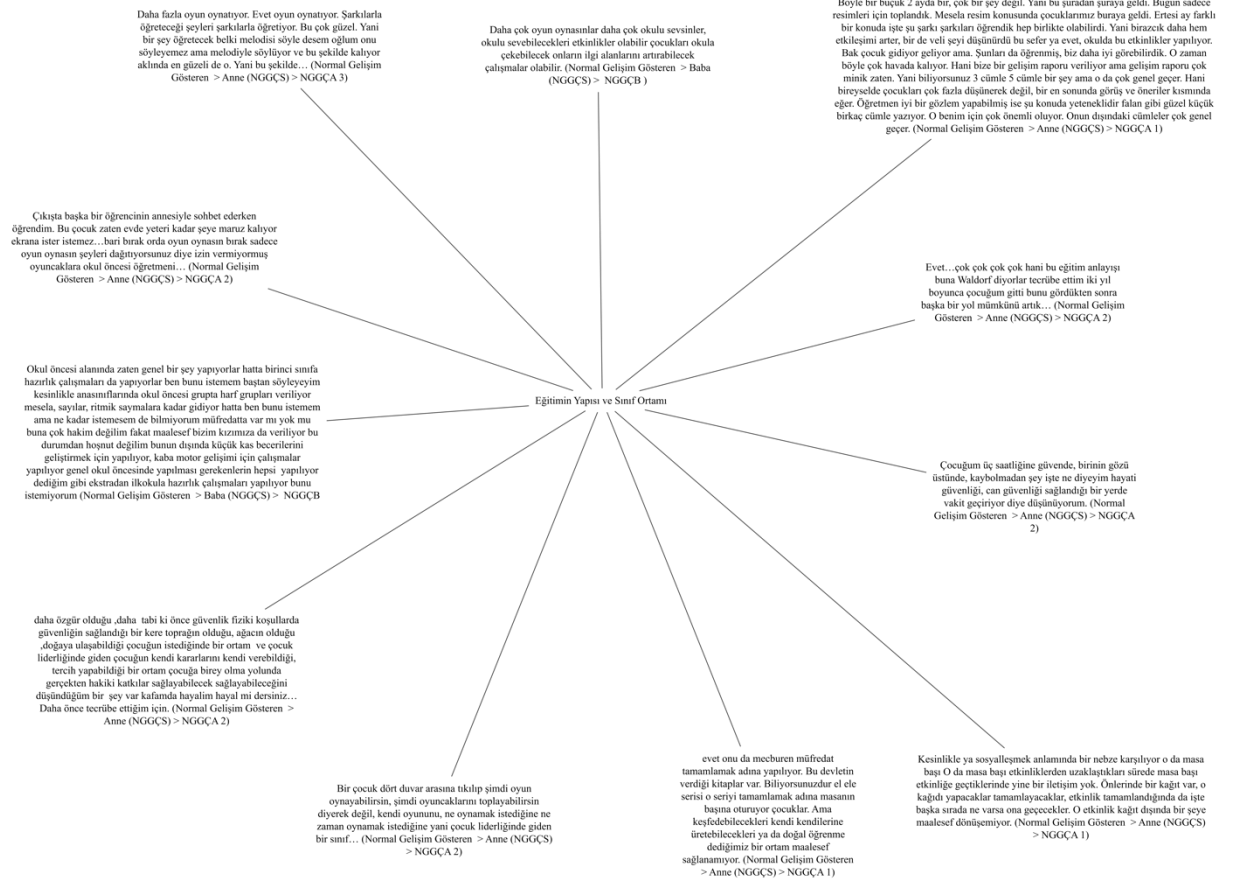 Daha fazla oyun oynatıyor. Evet oyun oynatıyor. Şarkılarla
öğreteceği şeyleri şarkılarla öğretiyor. Bu çok güzel. Yani
bir şey öğretecek belki melodisi söyle desem oğlum onu
söyleyemez ama melodiyle söylüyor ve bu şekilde kalıyor
aklında en güzeli de o. Yani bu şekilde… (Normal Gelişim
Gösteren > Anne (NGGÇS) > NGGÇA 3)
Daha çok oyun oynasınlar daha çok okulu sevsinler,
okulu sevebilecekleri etkinlikler olabilir çocukları okula
çekebilecek onların ilgi alanlarını artırabilecek
çalışmalar olabilir. (Normal Gelişim Gösteren > Baba
(NGGÇS) > NGGÇB )
Böyle bir buçuk 2 ayda bir, çok bir şey değil. Yani bu şuradan şuraya geldi. Bugün sadece
resimleri için toplandık. Mesela resim konusunda çocuklarımız buraya geldi. Ertesi ay farklı
bir konuda işte şu şarkı şarkıları öğrendik hep birlikte olabilirdi. Yani birazcık daha hem
etkileşimi arter, bir de veli şeyi düşünürdü bu sefer ya evet, okulda bu etkinlikler yapılıyor.
Bak çocuk gidiyor geliyor ama. Şunları da öğrenmiş, biz daha iyi görebilirdik. O zaman
böyle çok havada kalıyor. Hani bize bir gelişim raporu veriliyor ama gelişim raporu çok
minik zaten. Yani biliyorsunuz 3 cümle 5 cümle bir şey ama o da çok genel geçer. Hani
bireyselde çocukları çok fazla düşünerek değil, bir en sonunda görüş ve öneriler kısmında
eğer. Öğretmen iyi bir gözlem yapabilmiş ise şu konuda yeteneklidir falan gibi güzel küçük
birkaç cümle yazıyor. O benim için çok önemli oluyor. Onun dışındaki cümleler çok genel
geçer. (Normal Gelişim Gösteren > Anne (NGGÇS) > NGGÇA 1)
Çıkışta başka bir öğrencinin annesiyle sohbet ederken
öğrendim. Bu çocuk zaten evde yeteri kadar şeye maruz kalıyor
ekrana ister istemez…bari bırak orda oyun oynasın bırak sadece
oyun oynasın şeyleri dağıtıyorsunuz diye izin vermiyormuş
oyuncaklara okul öncesi öğretmeni… (Normal Gelişim
Gösteren > Anne (NGGÇS) > NGGÇA 2)
Evet…çok çok çok çok hani bu eğitim anlayışı
buna Waldorf diyorlar tecrübe ettim iki yıl
boyunca çocuğum gitti bunu gördükten sonra
başka bir yol mümkünü artık… (Normal Gelişim
Gösteren > Anne (NGGÇS) > NGGÇA 2)
Okul öncesi alanında zaten genel bir şey yapıyorlar hatta birinci sınıfa
hazırlık çalışmaları da yapıyorlar ben bunu istemem baştan söyleyeyim
kesinlikle anasınıflarında okul öncesi grupta harf grupları veriliyor
mesela, sayılar, ritmik saymalara kadar gidiyor hatta ben bunu istemem
ama ne kadar istemesem de bilmiyorum müfredatta var mı yok mu
buna çok hakim değilim fakat maalesef bizim kızımıza da veriliyor bu
durumdan hoşnut değilim bunun dışında küçük kas becerilerini
geliştirmek için yapılıyor, kaba motor gelişimi için çalışmalar
yapılıyor genel okul öncesinde yapılması gerekenlerin hepsi yapılıyor
dediğim gibi ekstradan ilkokula hazırlık çalışmaları yapılıyor bunu
istemiyorum (Normal Gelişim Gösteren > Baba (NGGÇS) > NGGÇB
Eğitimin Yapısı ve Sınıf Ortamı
Çocuğum üç saatliğine güvende, birinin gözü
üstünde, kaybolmadan şey işte ne diyeyim hayati
güvenliği, can güvenliği sağlandığı bir yerde
vakit geçiriyor diye düşünüyorum. (Normal
Gelişim Gösteren > Anne (NGGÇS) > NGGÇA
2)
daha özgür olduğu ,daha tabi ki önce güvenlik fiziki koşullarda
güvenliğin sağlandığı bir kere toprağın olduğu, ağacın olduğu
,doğaya ulaşabildiği çocuğun istediğinde bir ortam ve çocuk
liderliğinde giden çocuğun kendi kararlarını kendi verebildiği,
tercih yapabildiği bir ortam çocuğa birey olma yolunda
gerçekten hakiki katkılar sağlayabilecek sağlayabileceğini
düşündüğüm bir şey var kafamda hayalim hayal mi dersiniz…
Daha önce tecrübe ettiğim için. (Normal Gelişim Gösteren >
Anne (NGGÇS) > NGGÇA 2)
Bir çocuk dört duvar arasına tıkılıp şimdi oyun
oynayabilirsin, şimdi oyuncaklarını toplayabilirsin
diyerek değil, kendi oyununu, ne oynamak istediğine ne
zaman oynamak istediğine yani çocuk liderliğinde giden
bir sınıf… (Normal Gelişim Gösteren > Anne (NGGÇS)
> NGGÇA 2)
evet onu da mecburen müfredat
tamamlamak adına yapılıyor. Bu devletin
verdiği kitaplar var. Biliyorsunuzdur el ele
serisi o seriyi tamamlamak adına masanın
başına oturuyor çocuklar. Ama
keşfedebilecekleri kendi kendilerine
üretebilecekleri ya da doğal öğrenme
dediğimiz bir ortam maalesef
sağlanamıyor. (Normal Gelişim Gösteren
> Anne (NGGÇS) > NGGÇA 1)
Kesinlikle ya sosyalleşmek anlamında bir nebze karşılıyor o da masa
başı O da masa başı etkinliklerden uzaklaştıkları sürede masa başı
etkinliğe geçtiklerinde yine bir iletişim yok. Önlerinde bir kağıt var, o
kağıdı yapacaklar tamamlayacaklar, etkinlik tamamlandığında da işte
başka sırada ne varsa ona geçecekler. O etkinlik kağıt dışında bir şeye
maalesef dönüşemiyor. (Normal Gelişim Gösteren > Anne (NGGÇS)
> NGGÇA 1)